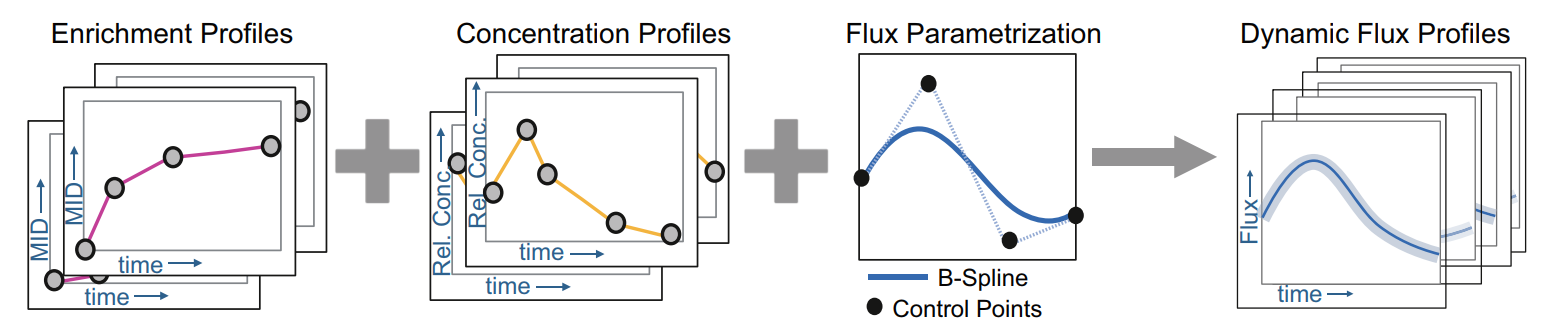 Enrichment Profiles
MID
MID
time
time
Concentration Profiles
Rel. Conc.
Rel. Conc.
time
time
Flux Parametrization
B-Spline
Control Points
Dynamic Flux Profiles
Flux
time